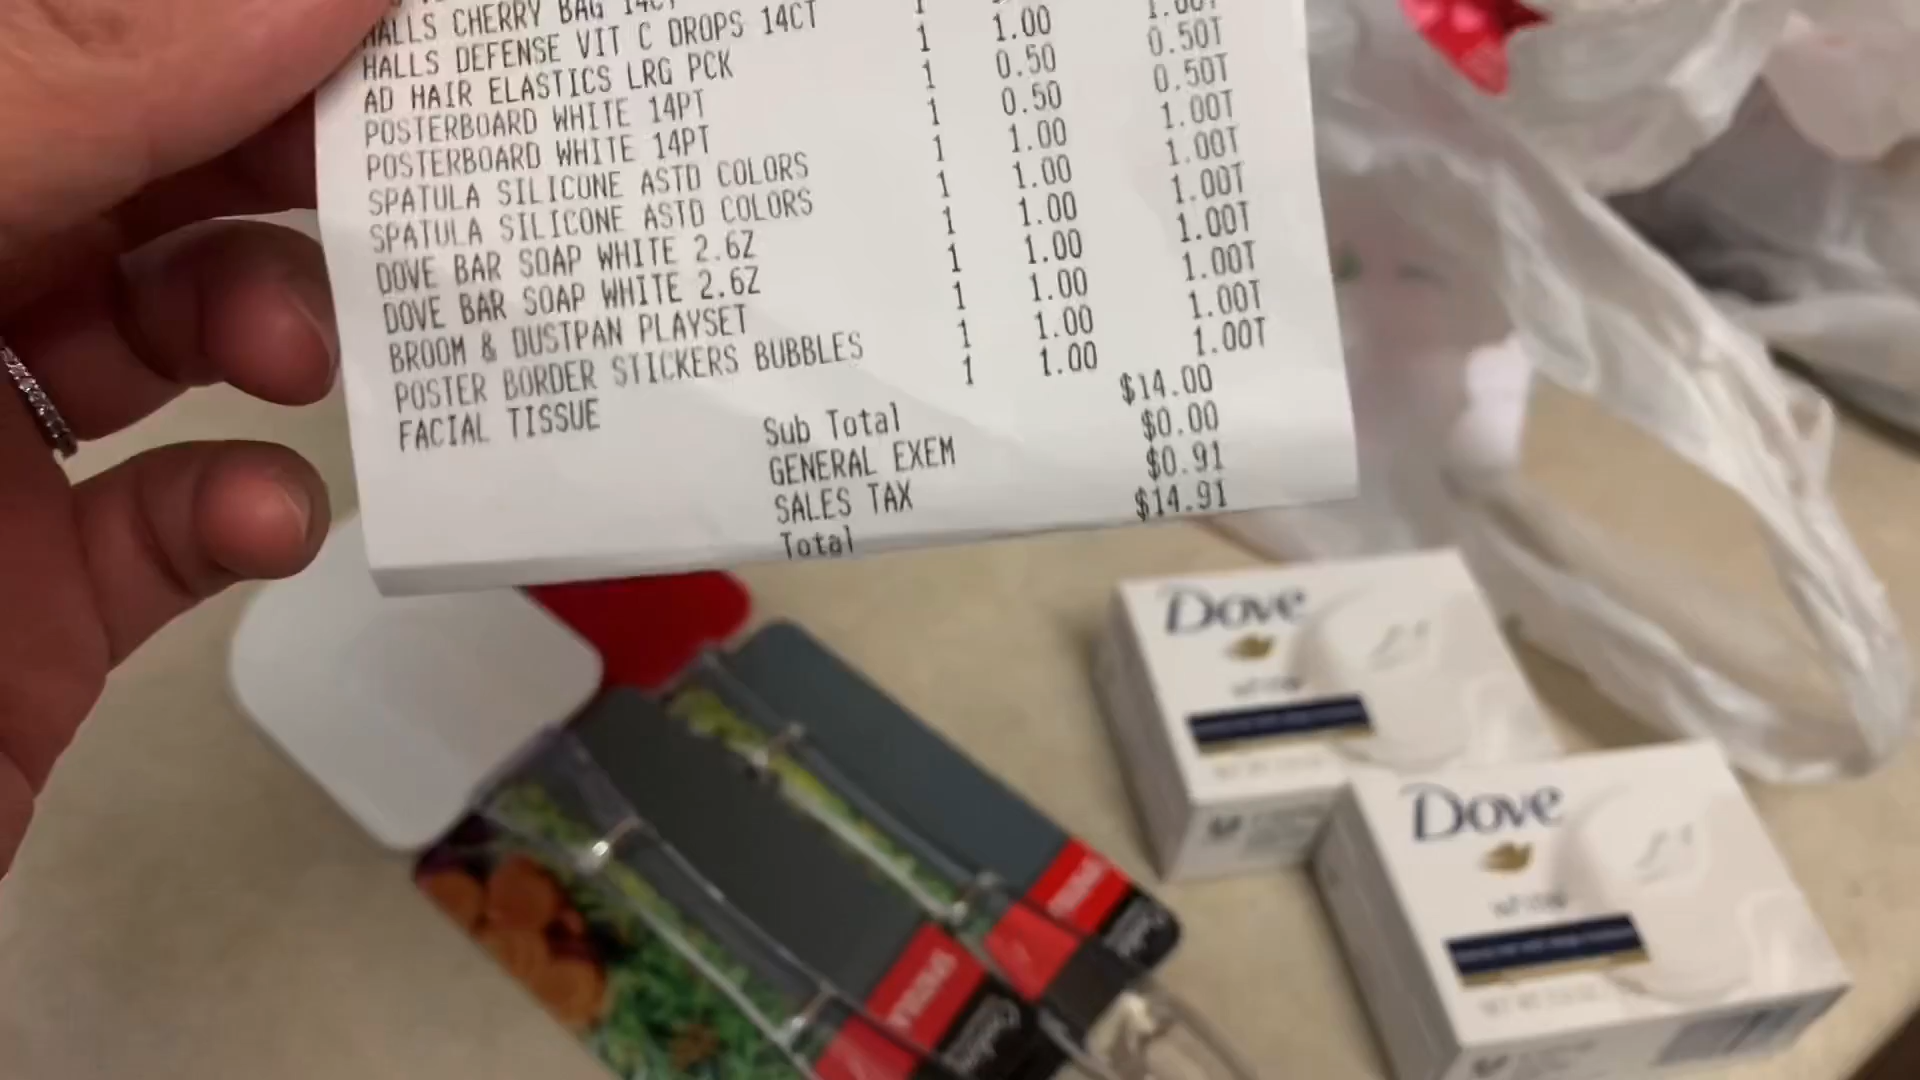 HALLS CHERRY BAG 14CT 1 1.00T
HALLS DEFENSE VIT C DROPS 14CT 1 1.00 0.50T
AD HAIR ELASTICS LRG PCK 1 0.50 0.50T
POSTERBOARD WHITE 14PT 1 0.50 1.00T
POSTERBOARD WHITE 14PT 1 1.00 1.00T
SPATULA SILICONE ASTD COLORS 1 1.00 1.00T
SPATULA SILICONE ASTD COLORS 1 1.00 1.00T
DOVE BAR SOAP WHITE 2.6Z 1 1.00 1.00T
DOVE BAR SOAP WHITE 2.6Z 1 1.00 1.00T
BROOM & DUSTPAN PLAYSET 1 1.00 1.00T
POSTER BORDER STICKERS BUBBLES 1 1.00
FACIAL TISSUE
Sub Total $14.00
GENERAL EXEM $0.00
SALES TAX $0.91
Total $14.91
Dove
white
Dove
white
Cooking